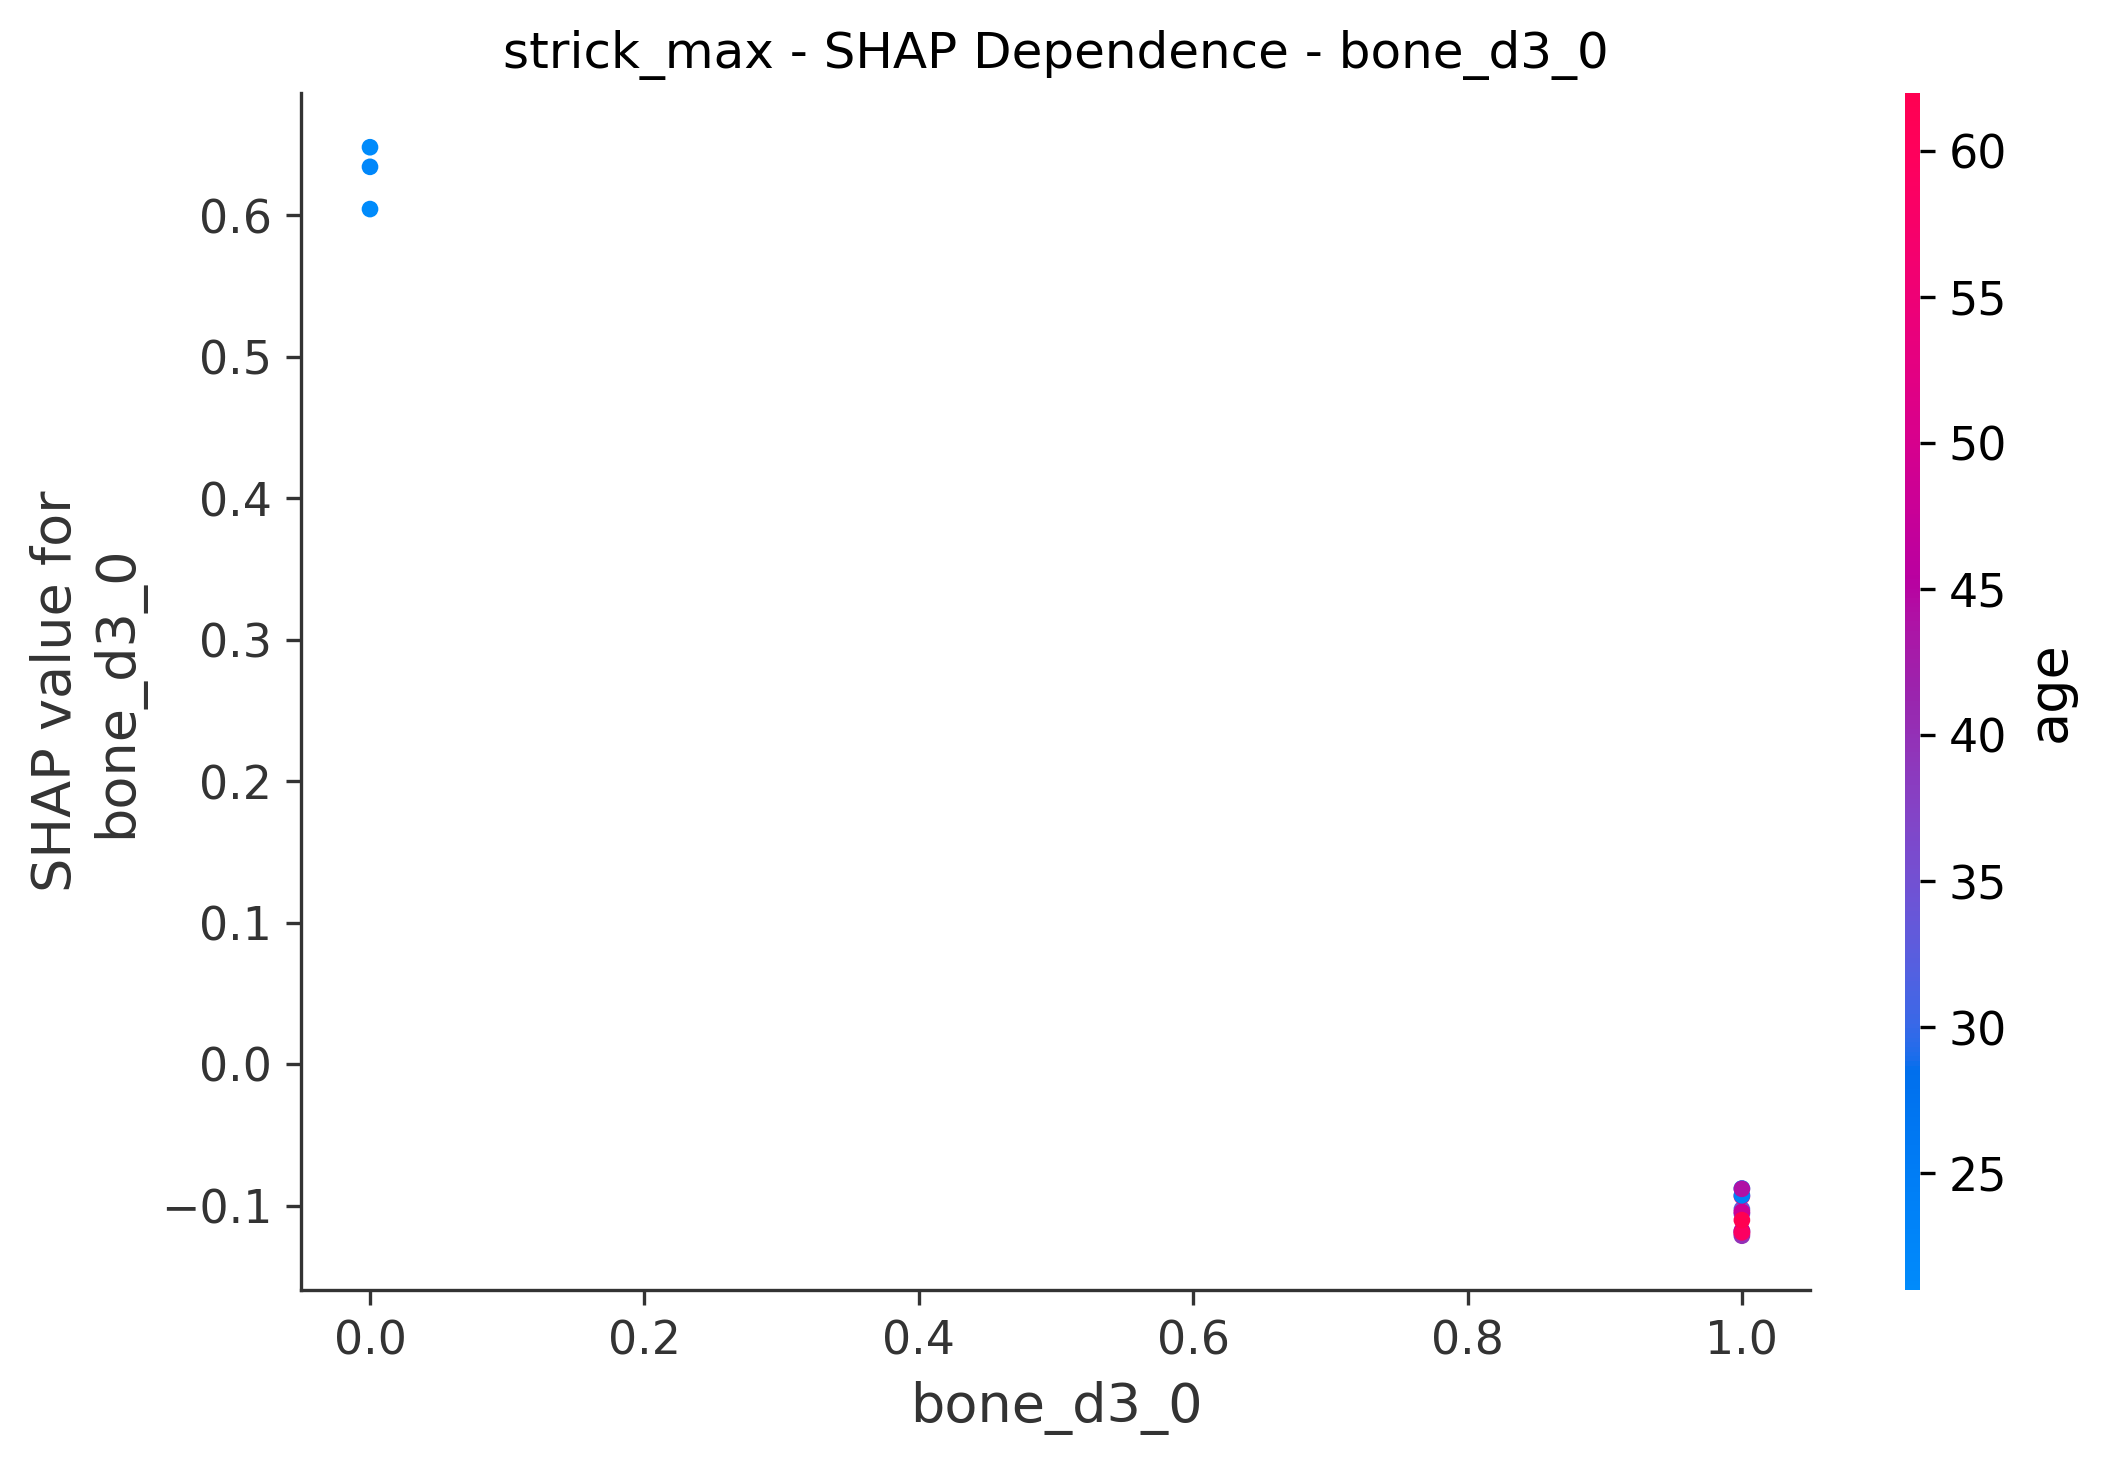 strick_max - SHAP Dependence - bone_d3_0
SHAP value for
bone_d3_0
0.6
0.5
0.4
0.3
0.2
0.1
0.0
−0.1
0.0 0.2 0.4 0.6 0.8 1.0
bone_d3_0
60
55
50
45
40
35
30
25
age